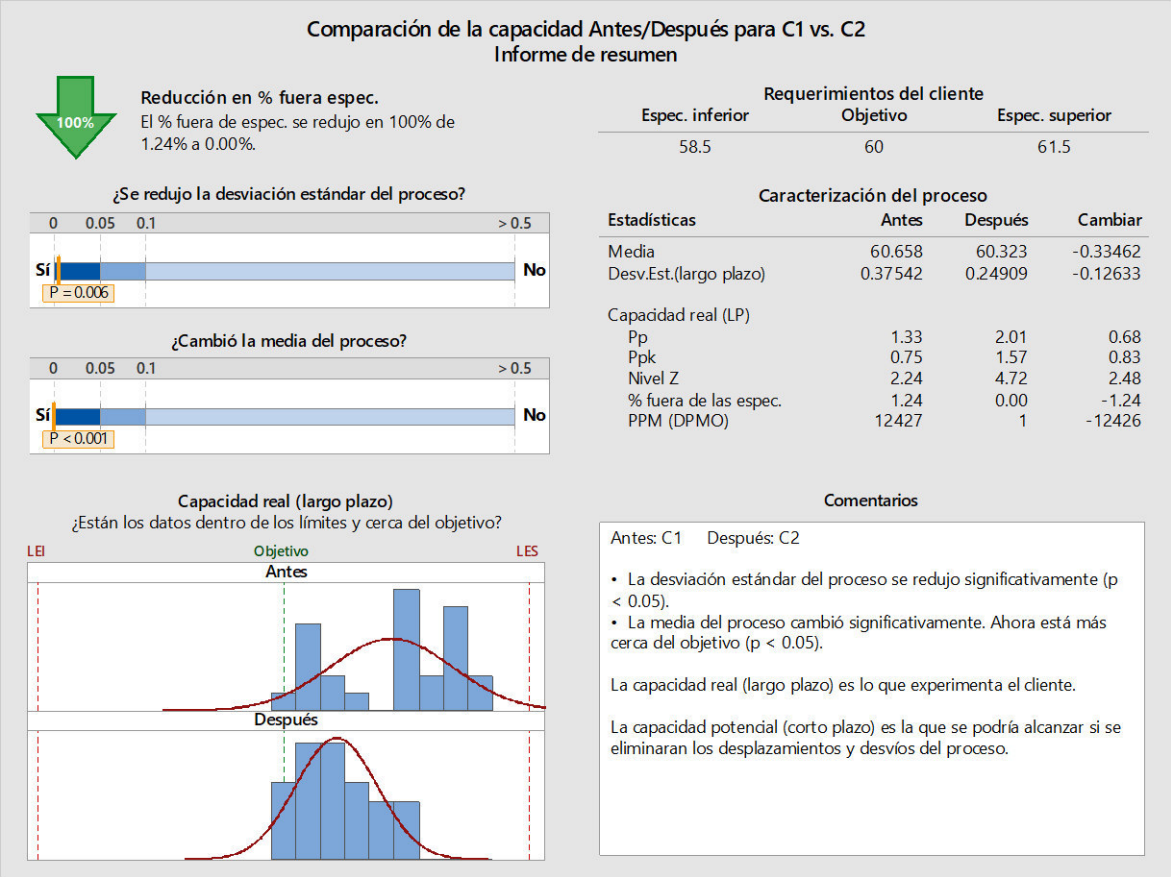 Comparación de la capacidad Antes/Después para C1 vs. C2
Informe de resumen
100%
Reducción en % fuera espec.
El % fuera de espec. se redujo en 100% de
1.24% a 0.00%.
Requerimientos del cliente
Espec. inferior Objetivo Espec. superior
58.5 60 61.5
¿Se redujo la desviación estándar del proceso?
0 0.05 0.1 > 0.5
Sí No
P = 0.006
¿Cambió la media del proceso?
0 0.05 0.1 > 0.5
Sí No
P < 0.001
Caracterización del proceso
Estadísticas Antes Después Cambiar
Media 60.658 60.323 -0.33462
Desv.Est.(largo plazo) 0.37542 0.24909 -0.12633
Capacidad real (LP)
Pp 1.33 2.01 0.68
Ppk 0.75 1.57 0.83
Nivel Z 2.24 4.72 2.48
% fuera de las espec. 1.24 0.00 -1.24
PPM (DPMO) 12427 1 -12426
Capacidad real (largo plazo)
¿Están los datos dentro de los límites y cerca del objetivo?
LEI Objetivo LES
Antes
Después
Comentarios
Antes: C1 Después: C2
• La desviación estándar del proceso se redujo significativamente (p
< 0.05).
• La media del proceso cambió significativamente. Ahora está más
cerca del objetivo (p < 0.05).
La capacidad real (largo plazo) es lo que experimenta el cliente.
La capacidad potencial (corto plazo) es la que se podría alcanzar si se
eliminaran los desplazamientos y desvíos del proceso.